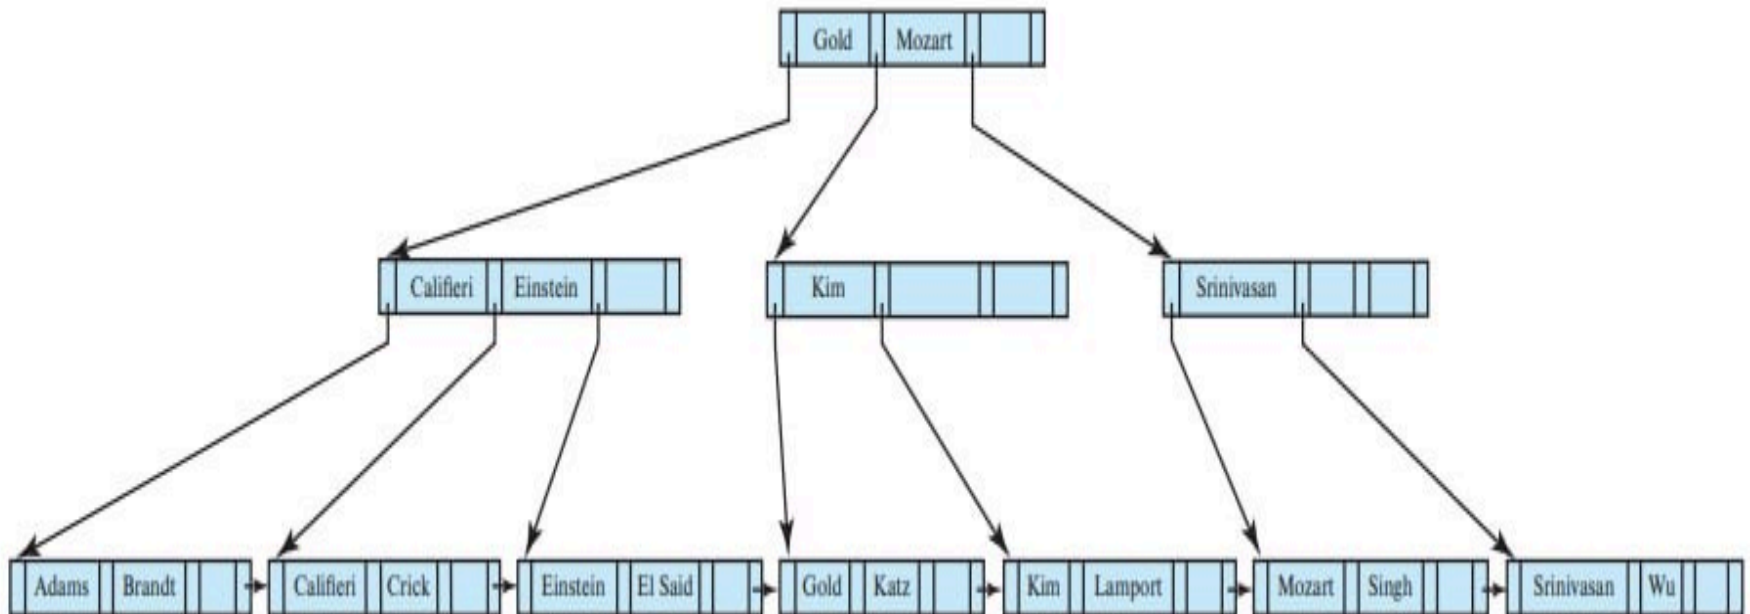 Gold Mozart
Califieri Einstein Kim Srinivasan
Adams Brandt Califieri Crick Einstein El Said Gold Katz Kim Lamport Mozart Singh Srinivasan Wu